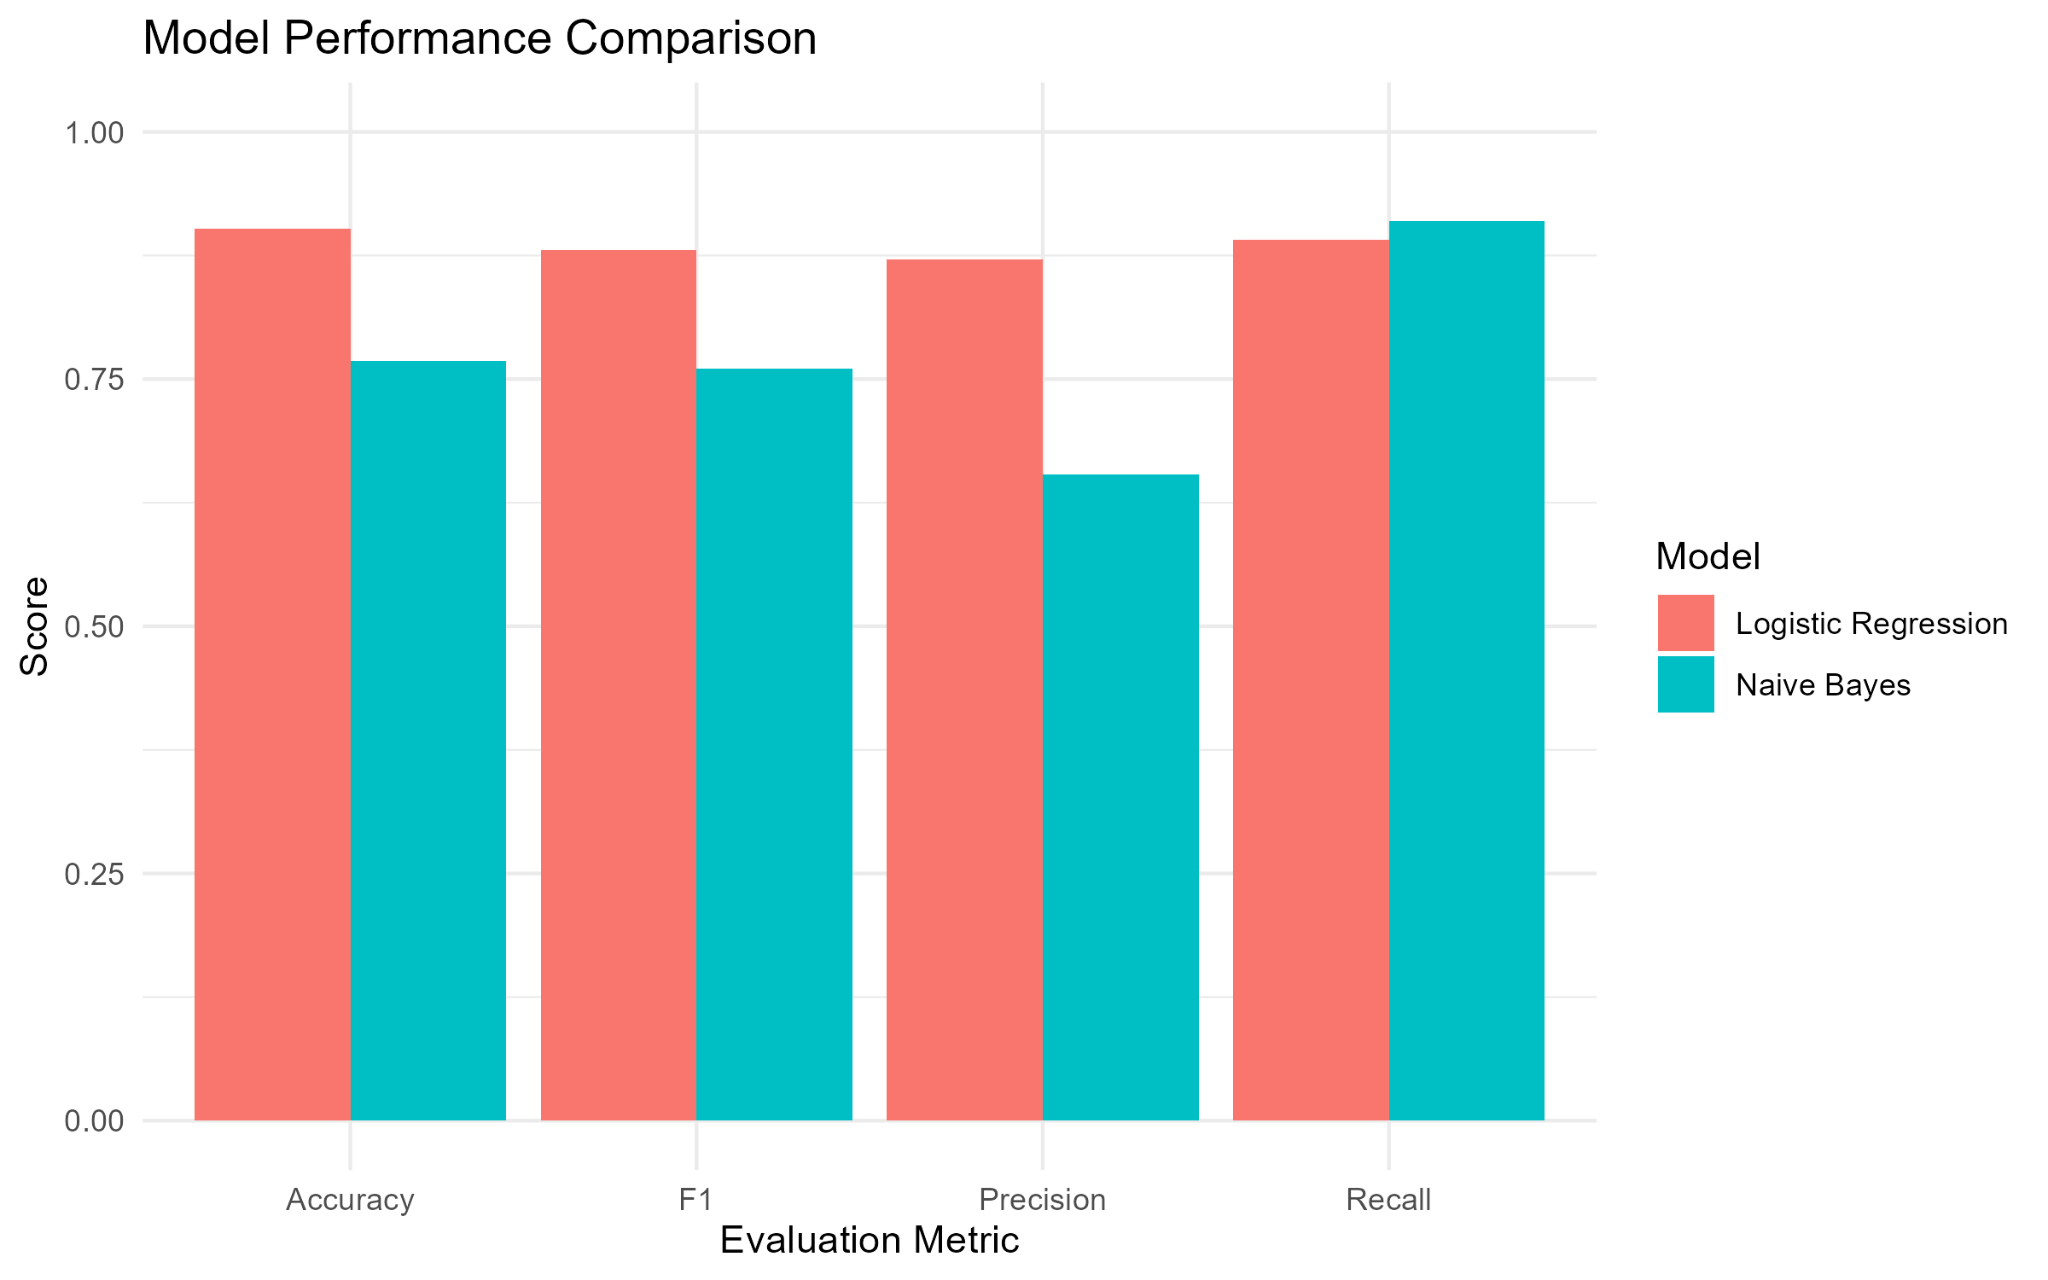 Model Performance Comparison
1.00
0.75
0.50
0.25
0.00
Score
Accuracy
F1
Precision
Recall
Evaluation Metric
Model
Logistic Regression
Naive Bayes